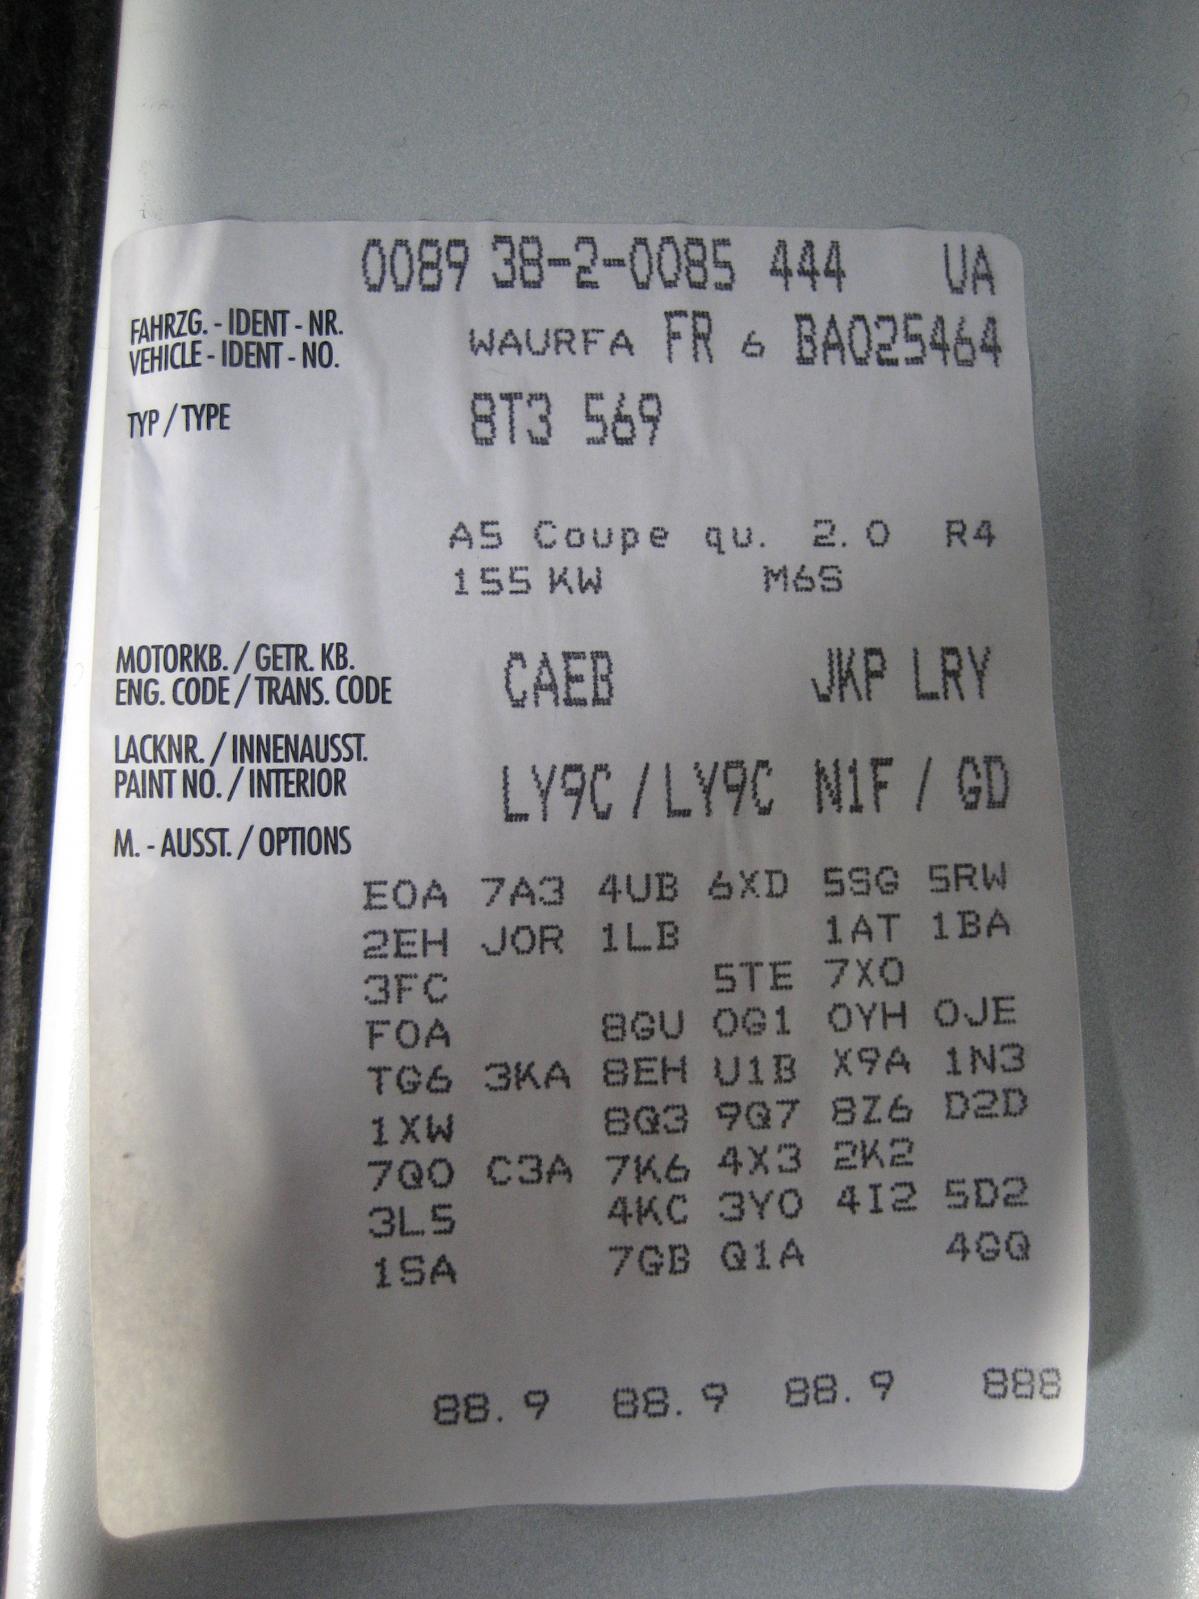 0089 38-2-0085 444 UA
FAHRZG. - IDENT - NR.
VEHICLE - IDENT - NO. WAURFA FR 6 BA025464
TYP / TYPE 8T3 569
A5 Coupe qu. 2.0 R4
155 KW M6S
MOTORKB. / GETR. KB.
ENG. CODE / TRANS. CODE CAEB JKP LRY
LACKNR. / INNENAUSST.
PAINT NO. / INTERIOR LY9C / LY9C N1F / GD
M. - AUSST. / OPTIONS
E0A 7A3 4UB 6XD 5SG 5RW
2EH J0R 1LB 1AT 1BA
3FC 5TE 7X0
F0A 8GU 0G1 0YH 0JE
TG6 3KA 8EH U1B X9A 1N3
1XW 8Q3 9Q7 8Z6 D2D
7Q0 C3A 7K6 4X3 2K2
3L5 4KC 3Y0 4I2 5D2
1SA 7GB Q1A 4GQ
88.9 88.9 88.9 888